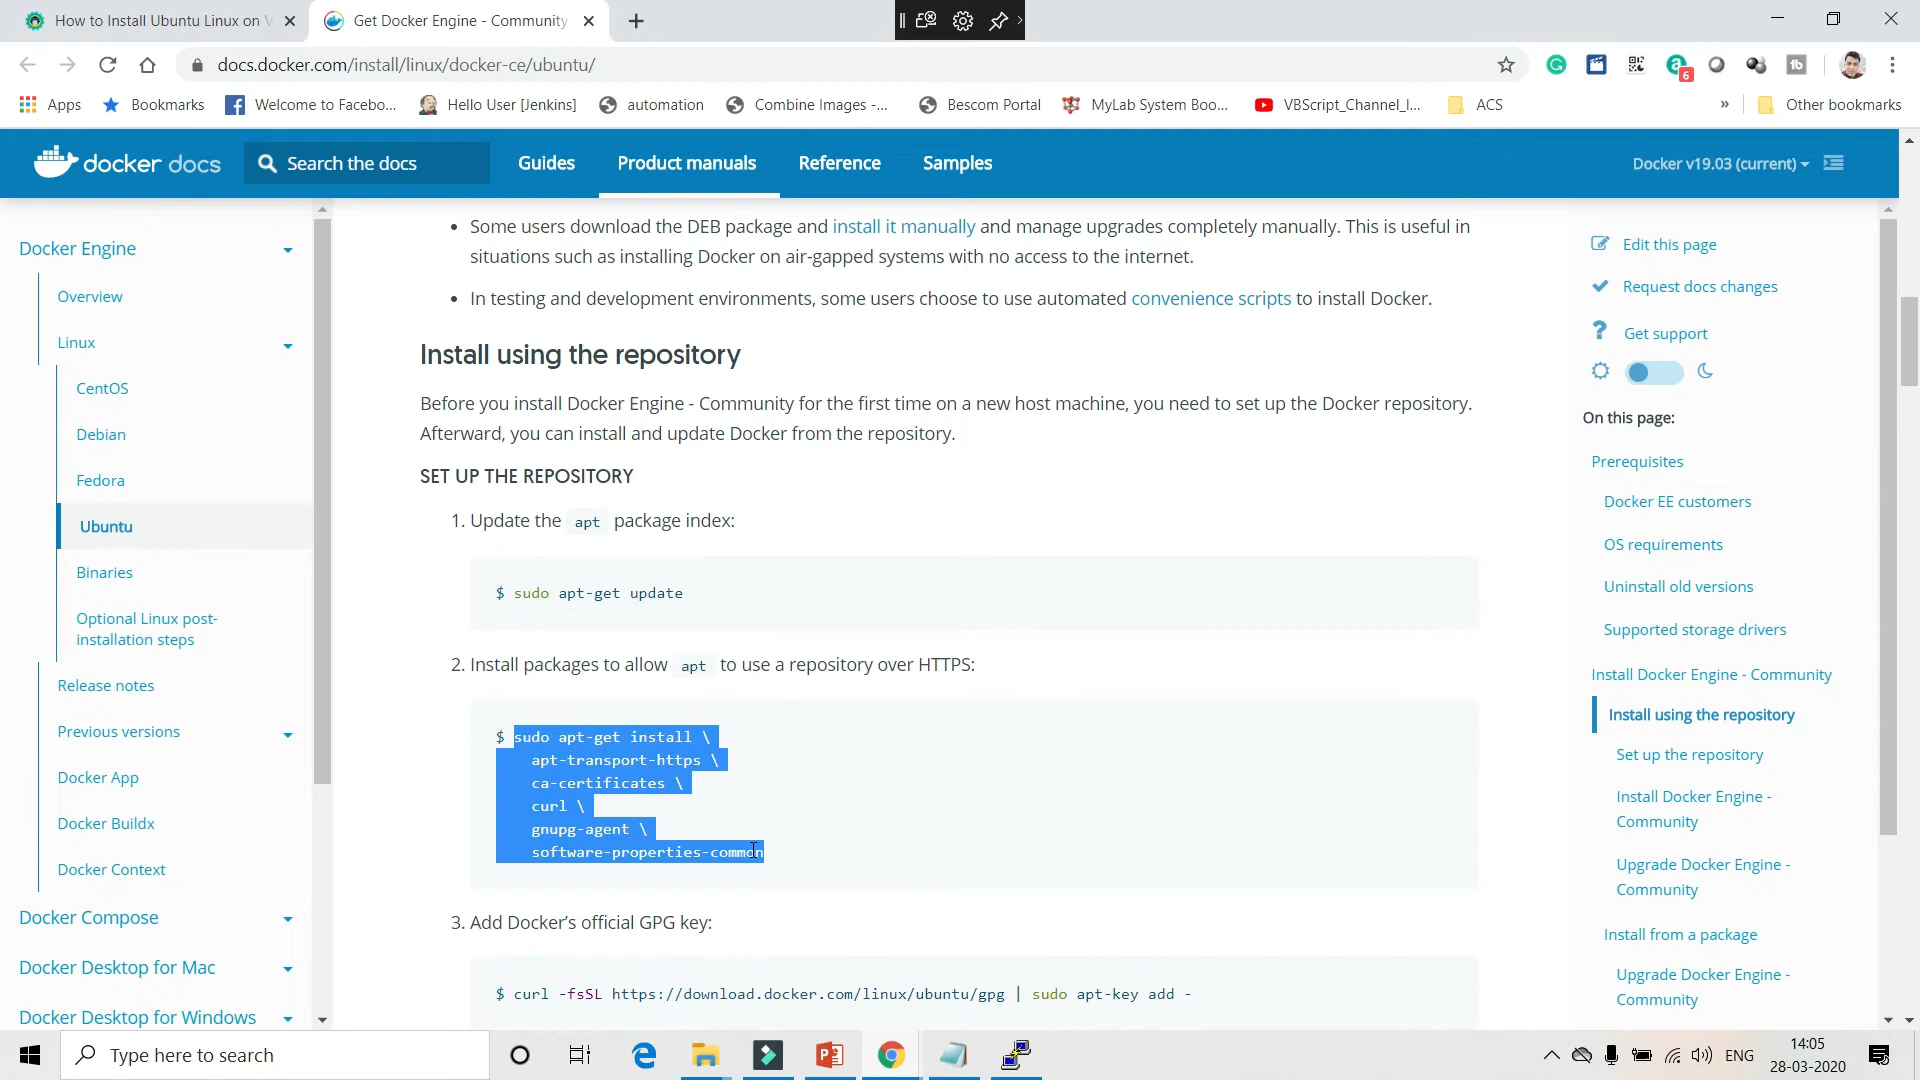 How to Install Ubuntu Linux on V
Get Docker Engine - Community
docs.docker.com/install/linux/docker-ce/ubuntu/
6
Apps
Bookmarks
Welcome to Facebo...
Hello User [Jenkins]
automation
Combine Images -...
Bescom Portal
MyLab System Boo...
VBScript_Channel_I...
ACS
»
Other bookmarks
docker docs
Search the docs
Guides
Product manuals
Reference
Samples
Docker v19.03 (current)
Docker Engine
Overview
Linux
CentOS
Debian
Fedora
Ubuntu
Binaries
Optional Linux post-
installation steps
Release notes
Previous versions
Docker App
Docker Buildx
Docker Context
Docker Compose
Docker Desktop for Mac
Docker Desktop for Windows
• Some users download the DEB package and install it manually and manage upgrades completely manually. This is useful in
situations such as installing Docker on air-gapped systems with no access to the internet.
• In testing and development environments, some users choose to use automated convenience scripts to install Docker.
Install using the repository
Before you install Docker Engine - Community for the first time on a new host machine, you need to set up the Docker repository.
Afterward, you can install and update Docker from the repository.
SET UP THE REPOSITORY
1. Update the apt package index:
$ sudo apt-get update
2. Install packages to allow apt to use a repository over HTTPS:
$ sudo apt-get install \
apt-transport-https \
ca-certificates \
curl \
gnupg-agent \
software-properties-common
3. Add Docker's official GPG key:
$ curl -fsSL https://download.docker.com/linux/ubuntu/gpg | sudo apt-key add -
Edit this page
Request docs changes
Get support
On this page:
Prerequisites
Docker EE customers
OS requirements
Uninstall old versions
Supported storage drivers
Install Docker Engine - Community
Install using the repository
Set up the repository
Install Docker Engine -
Community
Upgrade Docker Engine -
Community
Install from a package
Upgrade Docker Engine -
Community
Type here to search
ENG
14:05
28-03-2020